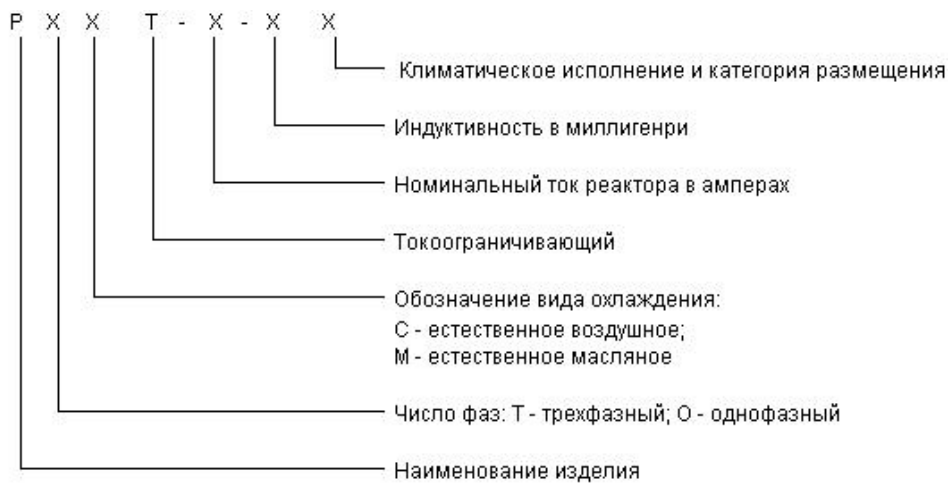 Р Х Х Т - Х - Х Х
Климатическое исполнение и категория размещения
Индуктивность в миллигенри
Номинальный ток реактора в амперах
Токоограничивающий
Обозначение вида охлаждения:
С - естественное воздушное;
М - естественное масляное
Число фаз: Т - трехфазный; О - однофазный
Наименование изделия